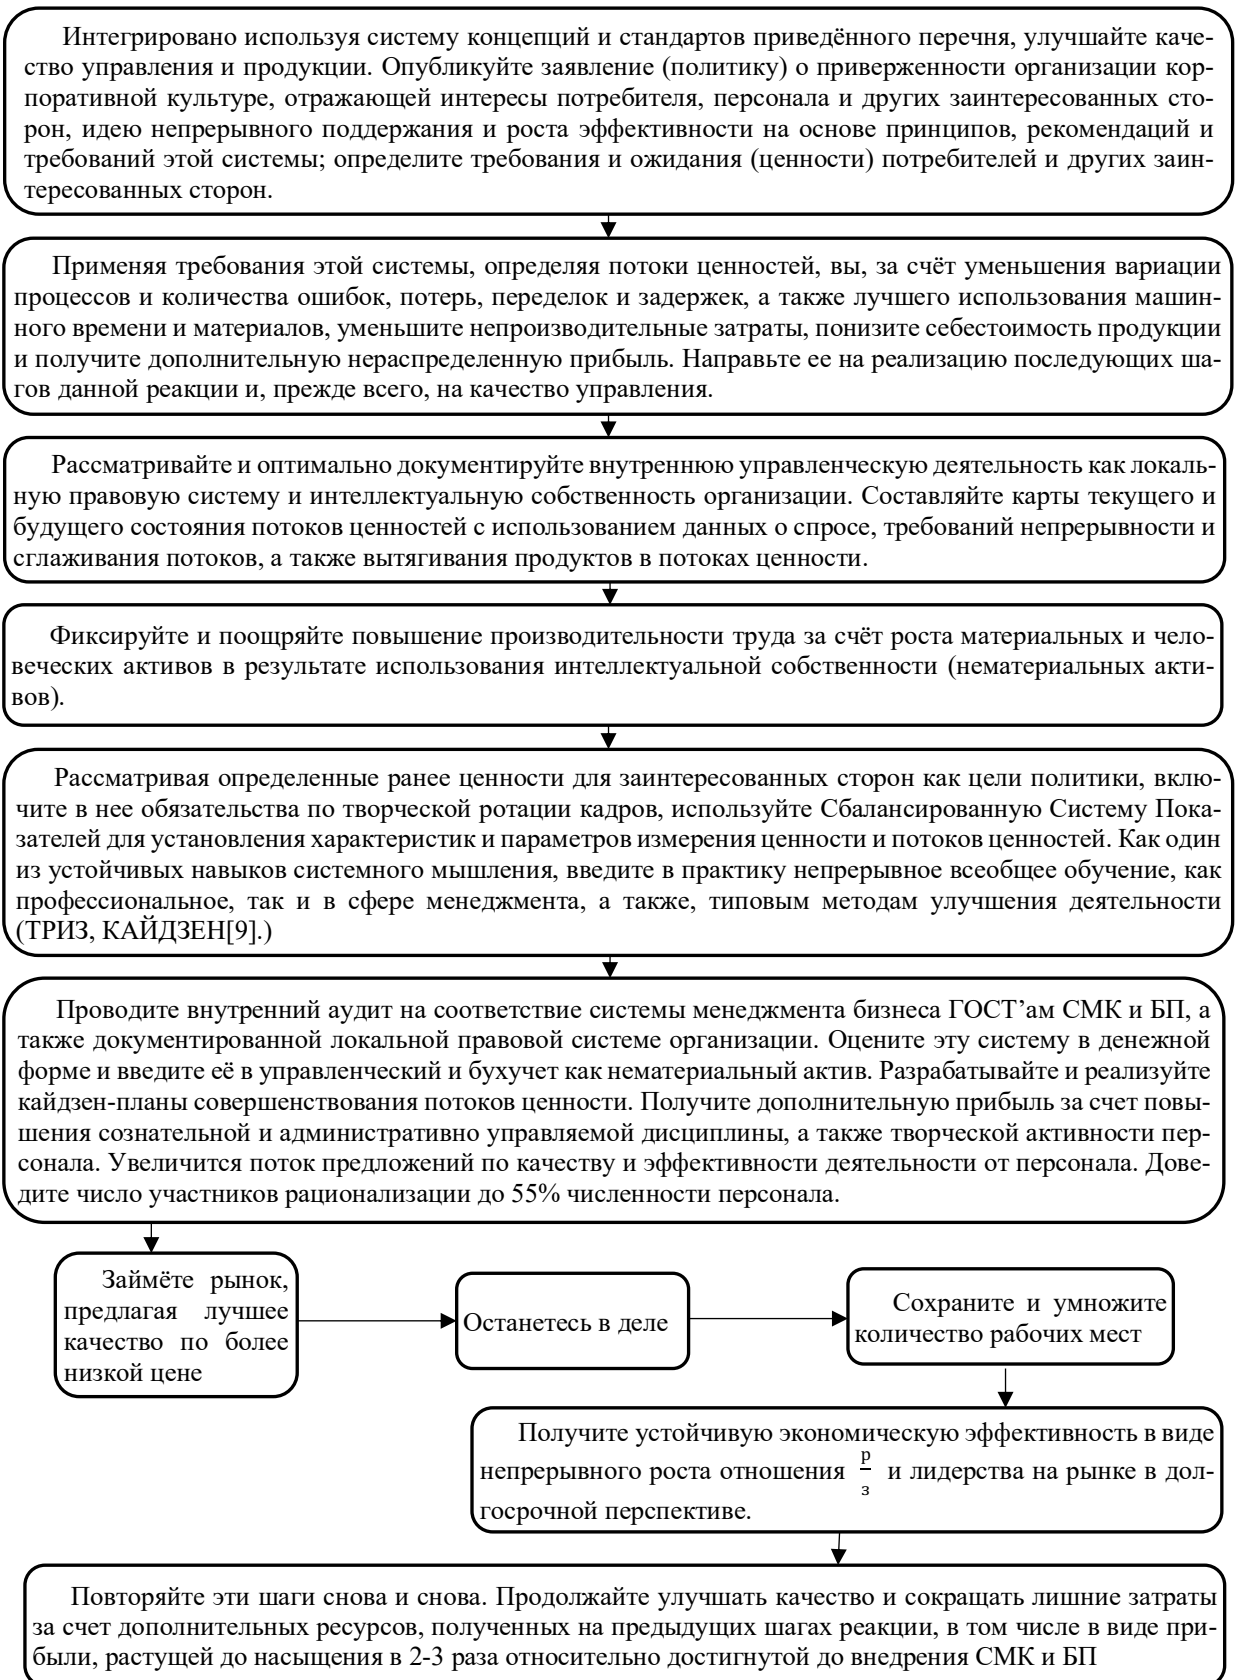 Интегрировано используя систему концепций и стандартов приведённого перечня, улучшайте каче-
ство управления и продукции. Опубликуйте заявление (политику) о приверженности организации кор-
поративной культуре, отражающей интересы потребителя, персонала и других заинтересованных сто-
рон, идею непрерывного поддержания и роста эффективности на основе принципов, рекомендаций и
требований этой системы; определите требования и ожидания (ценности) потребителей и других заин-
тересованных сторон.
Применяя требования этой системы, определяя потоки ценностей, вы, за счёт уменьшения вариации
процессов и количества ошибок, потерь, переделок и задержек, а также лучшего использования машин-
ного времени и материалов, уменьшите непроизводительные затраты, понизите себестоимость продукции
и получите дополнительную нераспределенную прибыль. Направьте ее на реализацию последующих ша-
гов данной реакции и, прежде всего, на качество управления.
Рассматривайте и оптимально документируйте внутреннюю управленческую деятельность как локаль-
ную правовую систему и интеллектуальную собственность организации. Составляйте карты текущего и
будущего состояния потоков ценностей с использованием данных о спросе, требований непрерывности и
сглаживания потоков, а также вытягивания продуктов в потоках ценности.
Фиксируйте и поощряйте повышение производительности труда за счёт роста материальных и чело-
веческих активов в результате использования интеллектуальной собственности (нематериальных акти-
вов).
Рассматривая определенные ранее ценности для заинтересованных сторон как цели политики, вклю-
чите в нее обязательства по творческой ротации кадров, используйте Сбалансированную Систему Пока-
зателей для установления характеристик и параметров измерения ценности и потоков ценностей. Как один
из устойчивых навыков системного мышления, введите в практику непрерывное всеобщее обучение, как
профессиональное, так и в сфере менеджмента, а также, типовым методам улучшения деятельности
(ТРИЗ, КАЙДЗЕН[9].)
Проводите внутренний аудит на соответствие системы менеджмента бизнеса ГОСТ’ам СМК и БП, а
также документированной локальной правовой системе организации. Оцените эту систему в денежной
форме и введите её в управленческий и бухучет как нематериальный актив. Разрабатывайте и реализуйте
кайдзен-планы совершенствования потоков ценности. Получите дополнительную прибыль за счет повы-
шения сознательной и административно управляемой дисциплины, а также творческой активности пер-
сонала. Увеличится поток предложений по качеству и эффективности деятельности от персонала. Дове-
дите число участников рационализации до 55% численности персонала.
Займёте рынок,
предлагая лучшее
качество по более
низкой цене
Останетесь в деле
Сохраните и умножите
количество рабочих мест
Получите устойчивую экономическую эффективность в виде
непрерывного роста отношения р/з и лидерства на рынке в дол-
госрочной перспективе.
Повторяйте эти шаги снова и снова. Продолжайте улучшать качество и сокращать лишние затраты
за счет дополнительных ресурсов, полученных на предыдущих шагах реакции, в том числе в виде при-
были, растущей до насыщения в 2-3 раза относительно достигнутой до внедрения СМК и БП